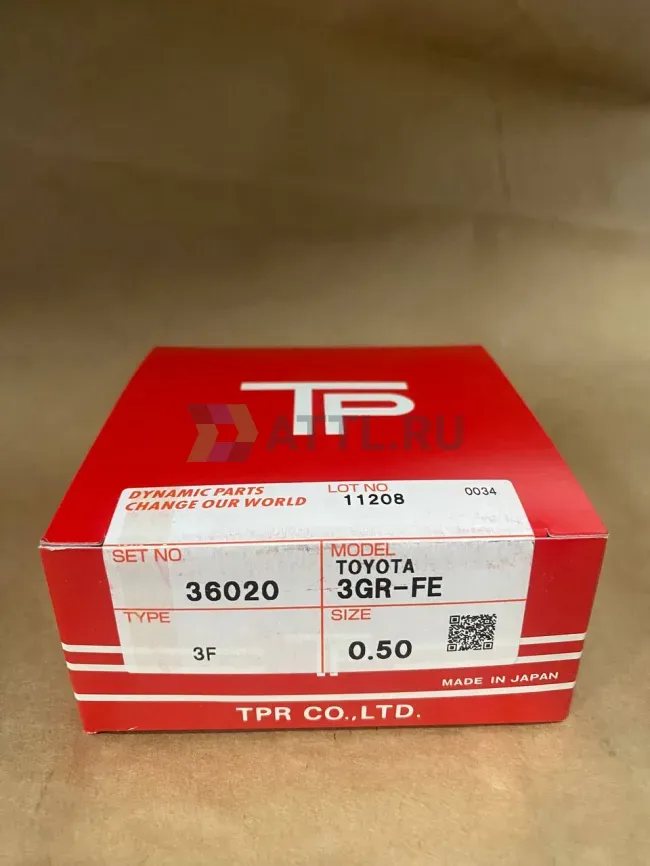 TP
ATTL.RU
DYNAMIC PARTS
CHANGE OUR WORLD
LOT NO.
11208
0034
SET NO.
36020
MODEL
TOYOTA
3GR-FE
TYPE
3F
SIZE
0.50
MADE IN JAPAN
TPR CO.,LTD.